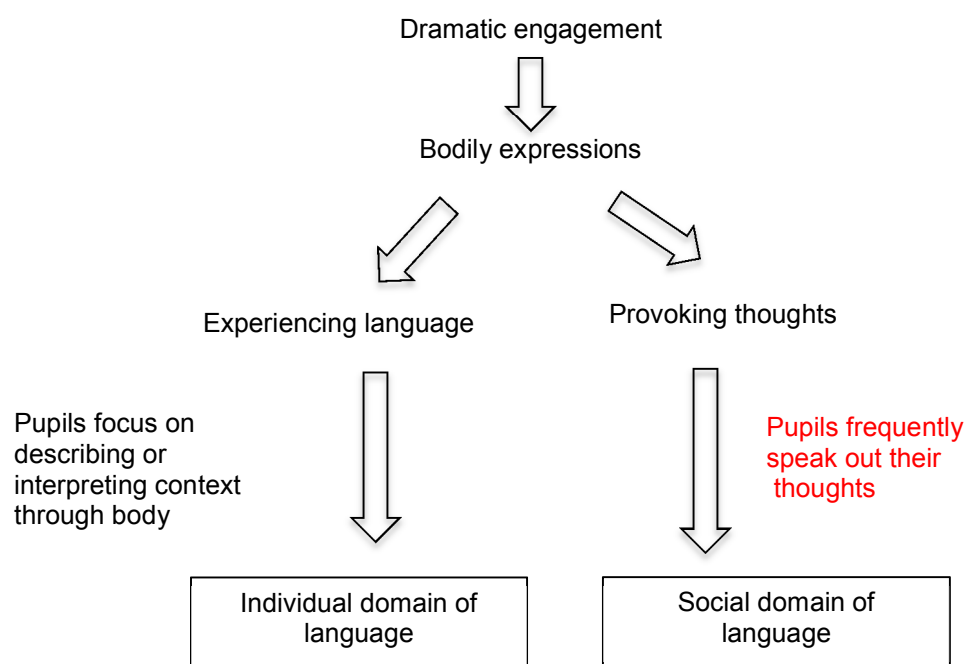 Dramatic engagement
Bodily expressions
Experiencing language
Provoking thoughts
Pupils focus on
describing or
interpreting context
through body
Pupils frequently
speak out their
thoughts
Individual domain of
language
Social domain of
language